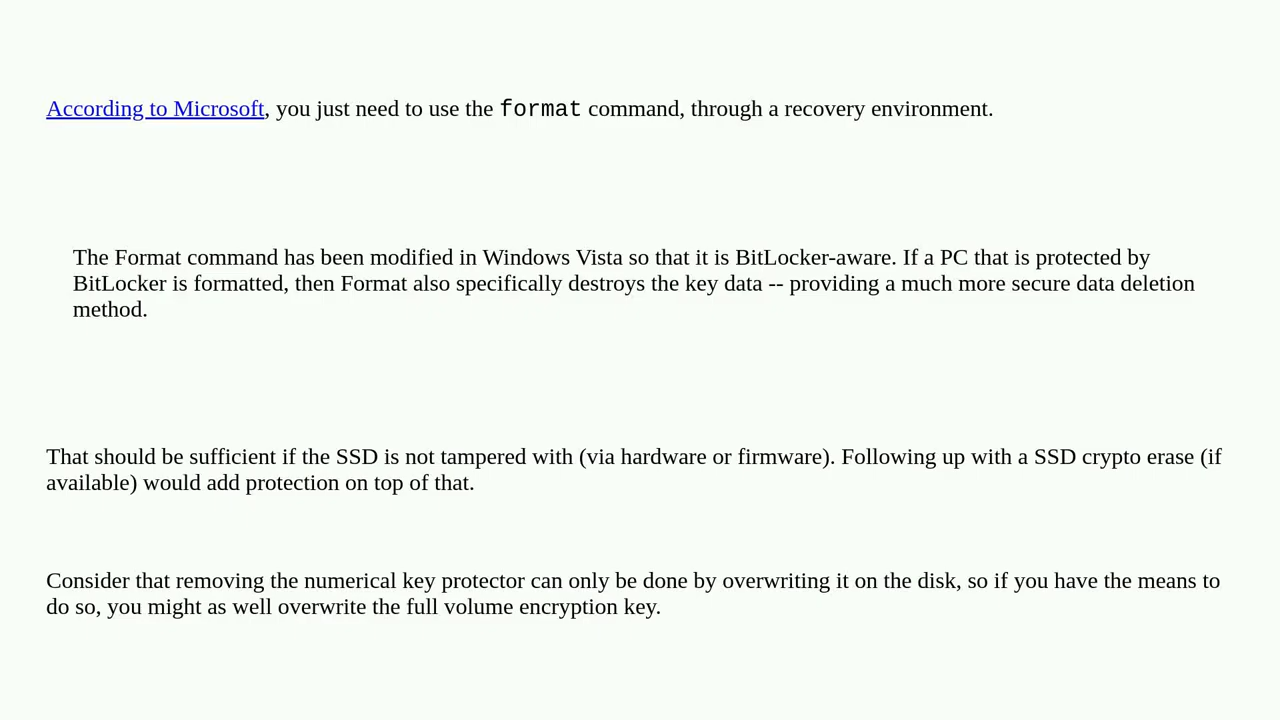 According to Microsoft, you just need to use the format command, through a recovery environment.
The Format command has been modified in Windows Vista so that it is BitLocker-aware. If a PC that is protected by
BitLocker is formatted, then Format also specifically destroys the key data -- providing a much more secure data deletion
method.
That should be sufficient if the SSD is not tampered with (via hardware or firmware). Following up with a SSD crypto erase (if
available) would add protection on top of that.
Consider that removing the numerical key protector can only be done by overwriting it on the disk, so if you have the means to
do so, you might as well overwrite the full volume encryption key.